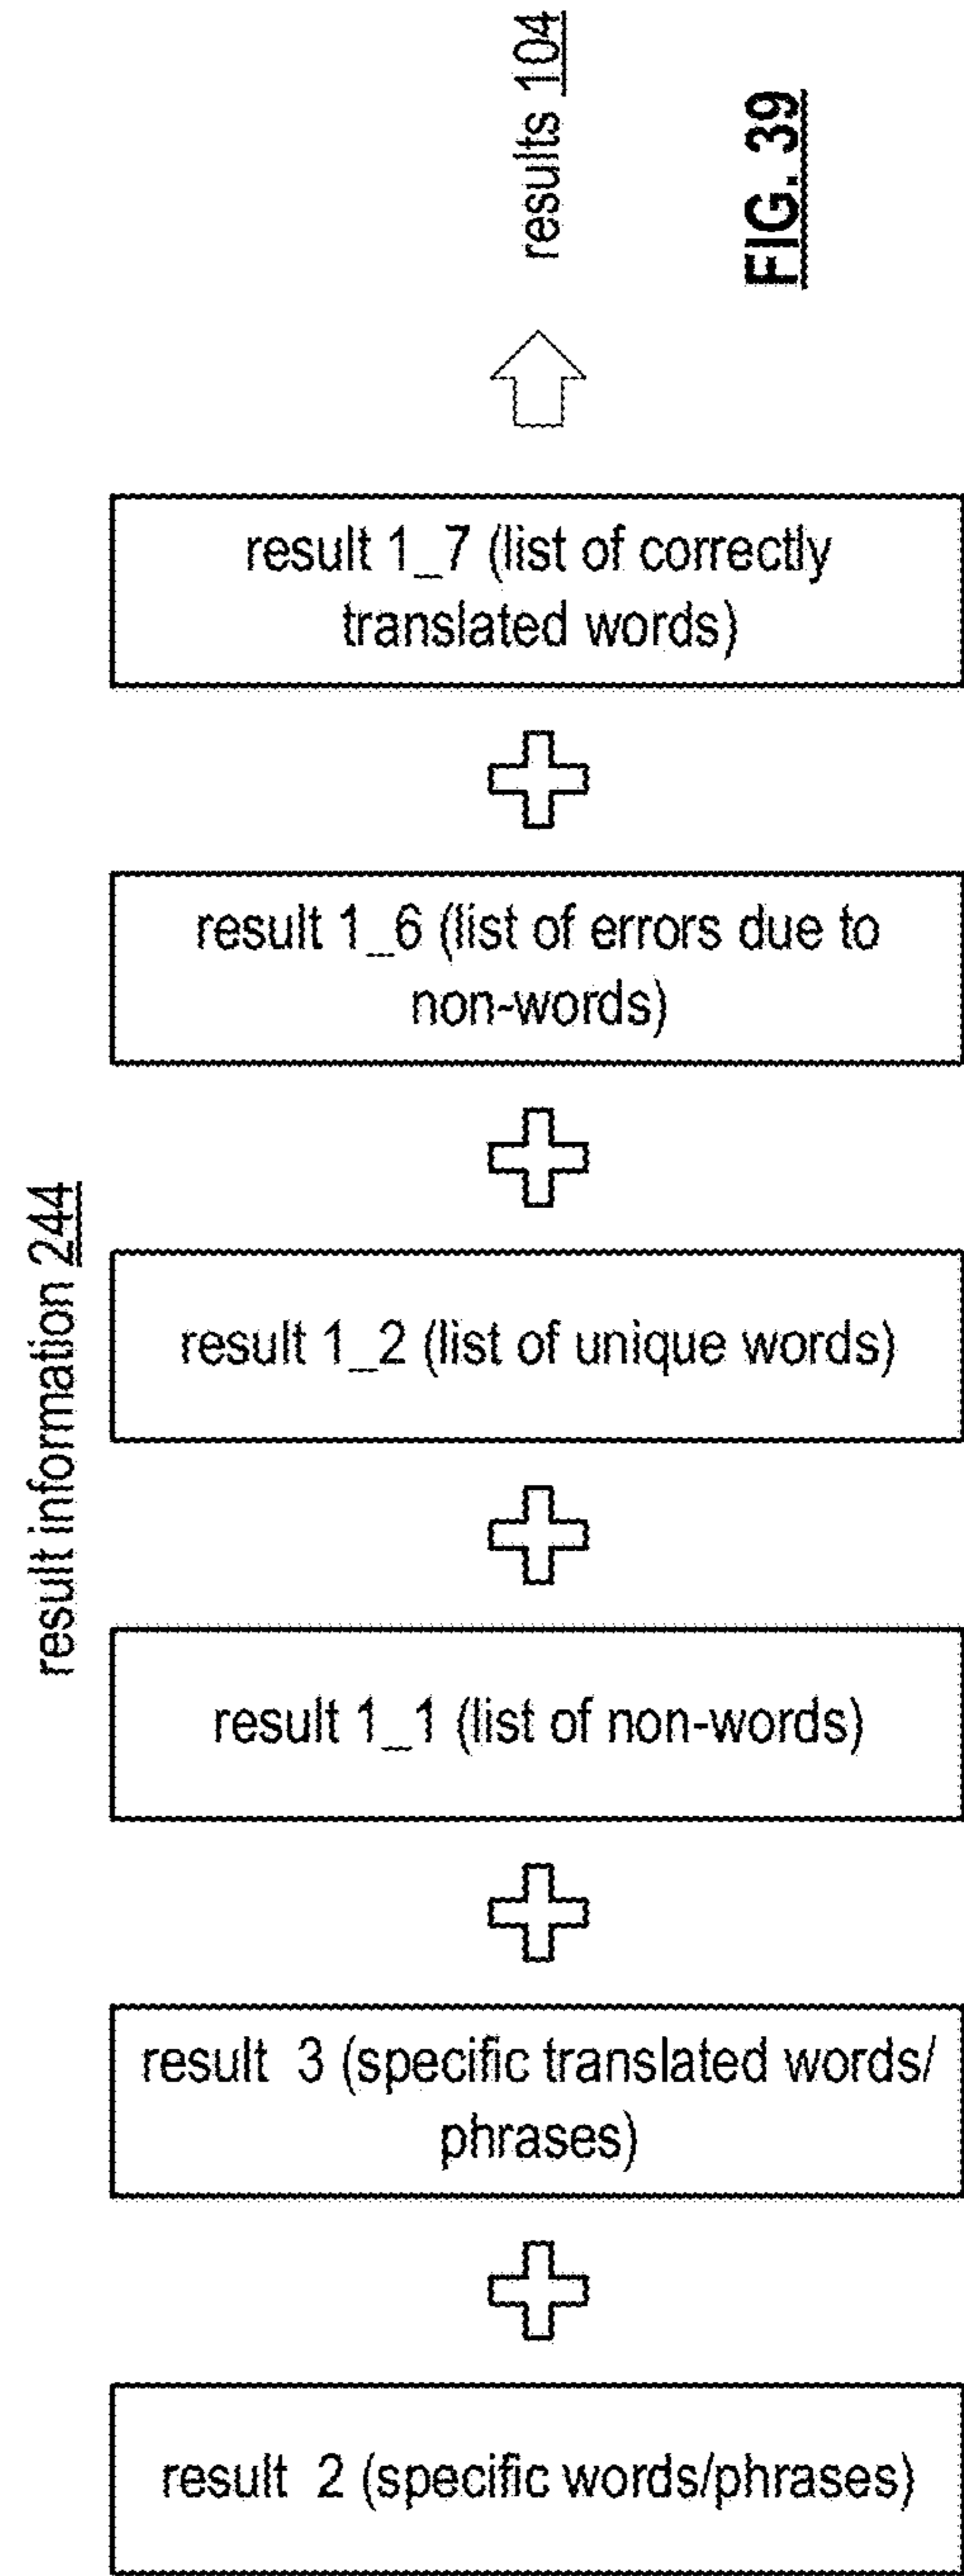 result information 244
result 1_7 (list of correctly
translated words)
result 1_6 (list of errors due to
non-words)
result 1_2 (list of unique words)
result 1_1 (list of non-words)
result 3 (specific translated words/
phrases)
result 2 (specific words/phrases)
results 104
FIG. 39